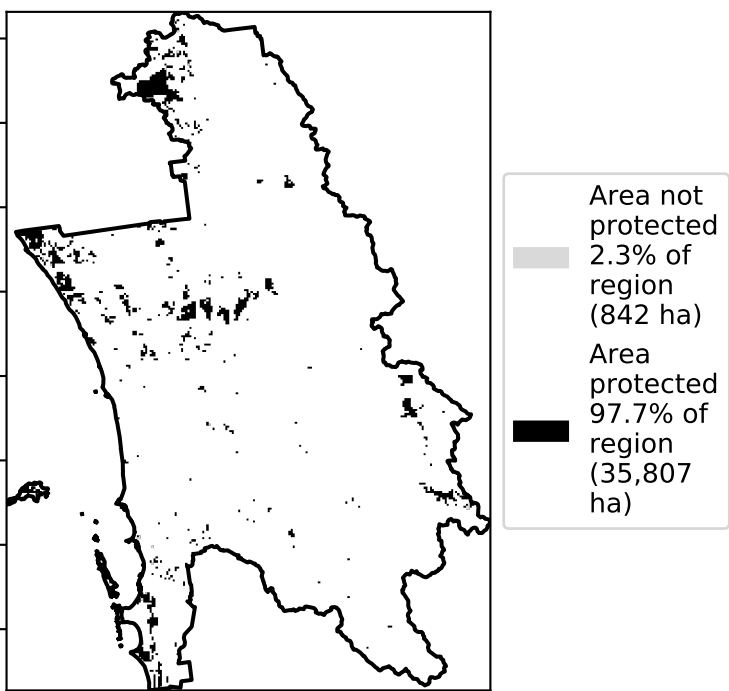 Area not
protected
2.3% of
region
(842 ha)
Area
protected
97.7% of
region
(35,807
ha)